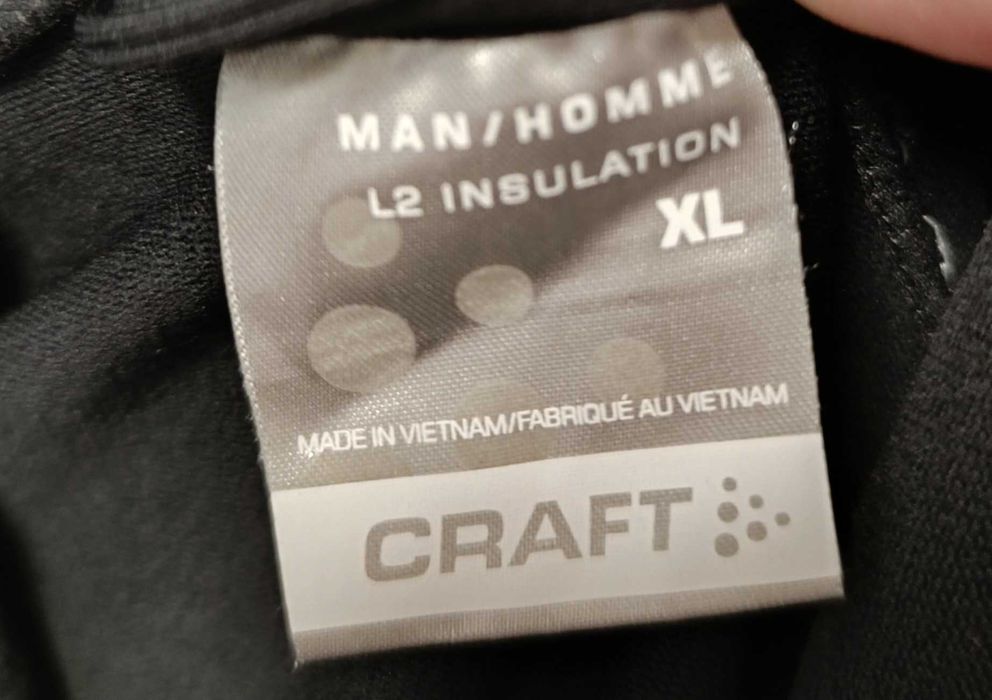 MAN/HOMME
L2 INSULATION
XL
MADE IN VIETNAM/FABRIQUÉ AU VIETNAM
CRAFT